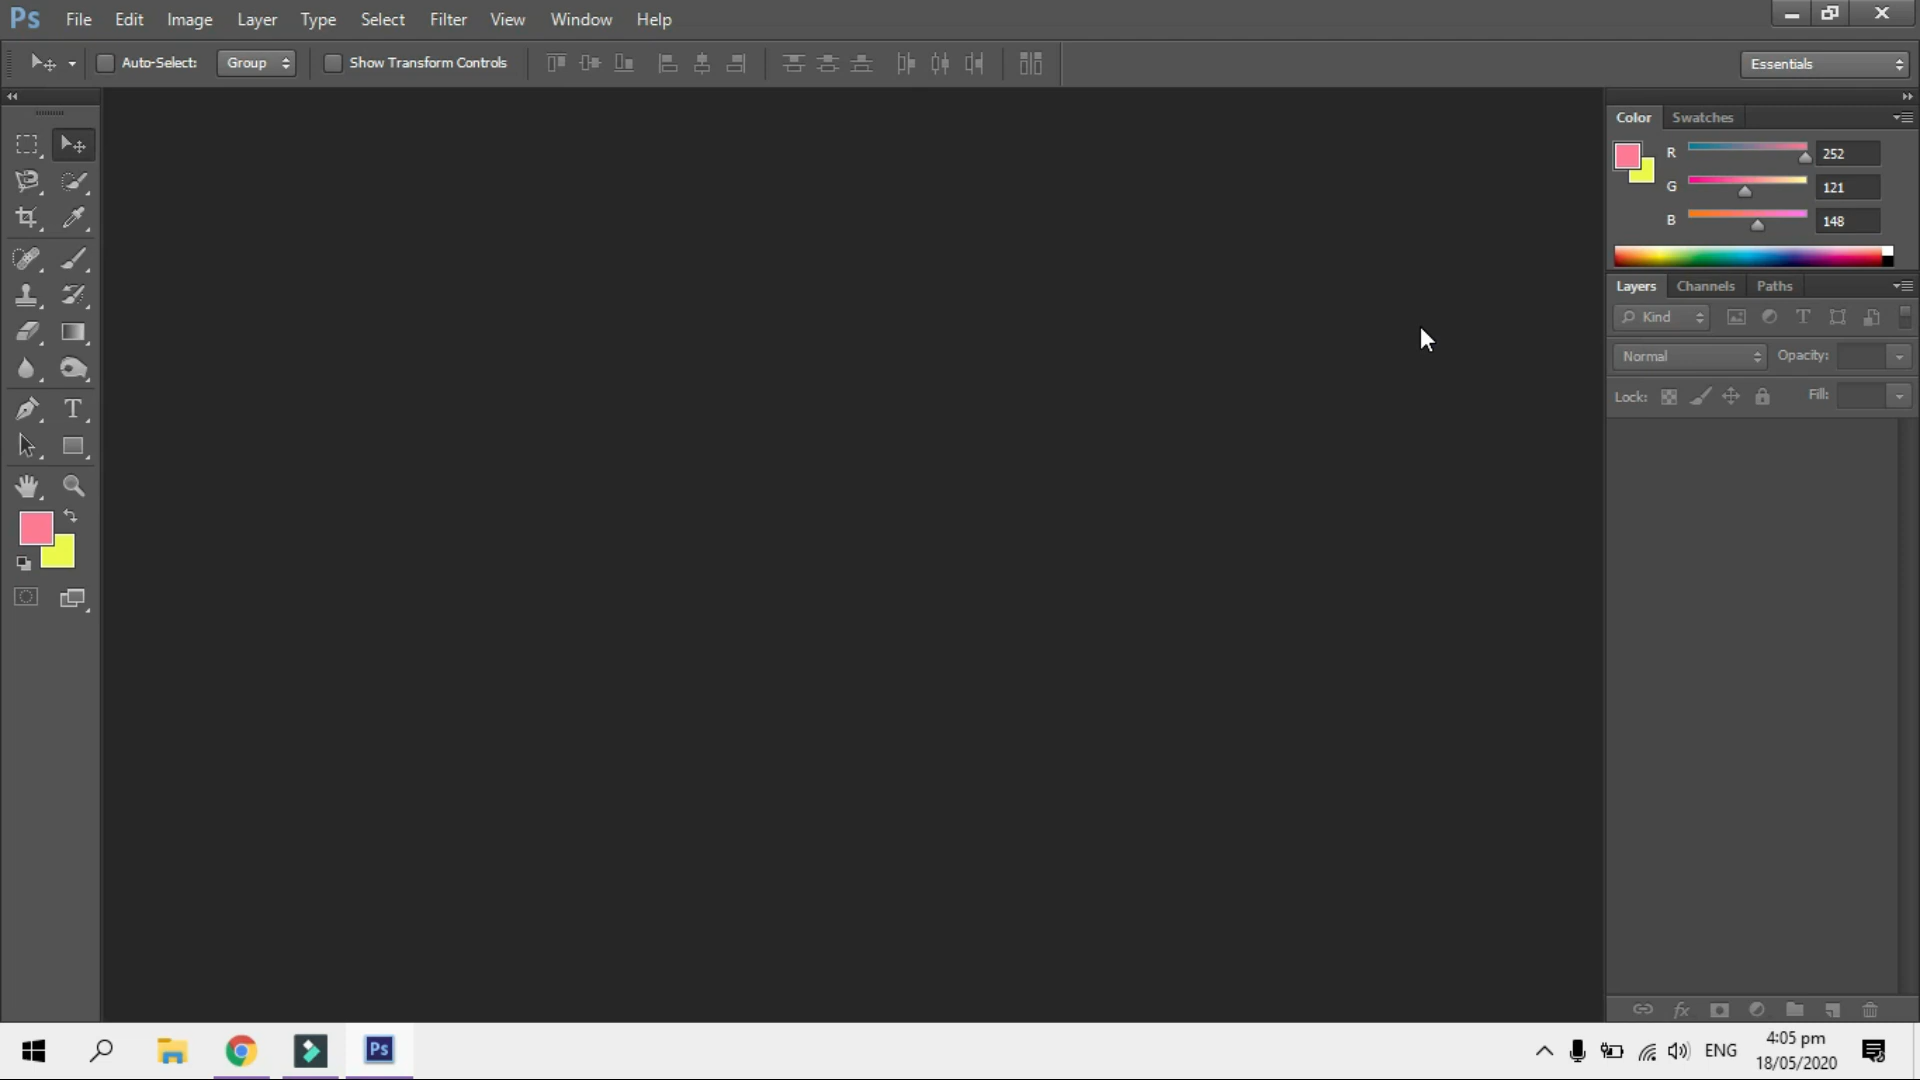 Ps File Edit Image Layer Type Select Filter View Window Help
Auto-Select: Group Show Transform Controls Essentials
Color Swatches
R 252
G 121
B 148
Layers Channels Paths
Kind T
Normal Opacity:
Lock: Fill:
T
fx
Ps ENG 4:05 pm
18/05/2020